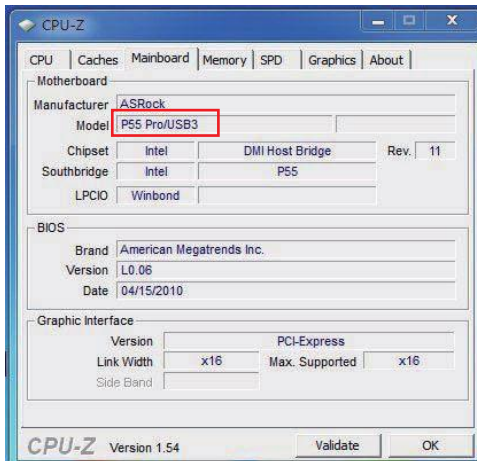 CPU-Z
CPU Caches Mainboard Memory SPD Graphics About
Motherboard
Manufacturer ASRock
Model P55 Pro/USB3
Chipset Intel DMI Host Bridge Rev. 11
Southbridge Intel P55
LPCIO Winbond
BIOS
Brand American Megatrends Inc.
Version L0.06
Date 04/15/2010
Graphic Interface
Version PCI-Express
Link Width x16 Max. Supported x16
Side Band
CPU-Z Version 1.54 Validate OK